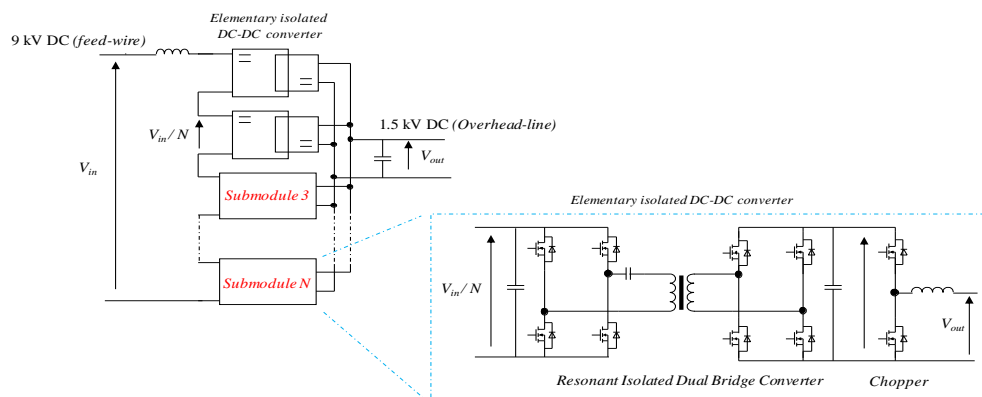 Elementary isolated
DC-DC converter
9 kV DC (feed-wire)
V_in / N
1.5 kV DC (Overhead-line)
V_out
V_in
Submodule 3
Submodule N
Elementary isolated DC-DC converter
V_in / N
V_out
Resonant Isolated Dual Bridge Converter
Chopper